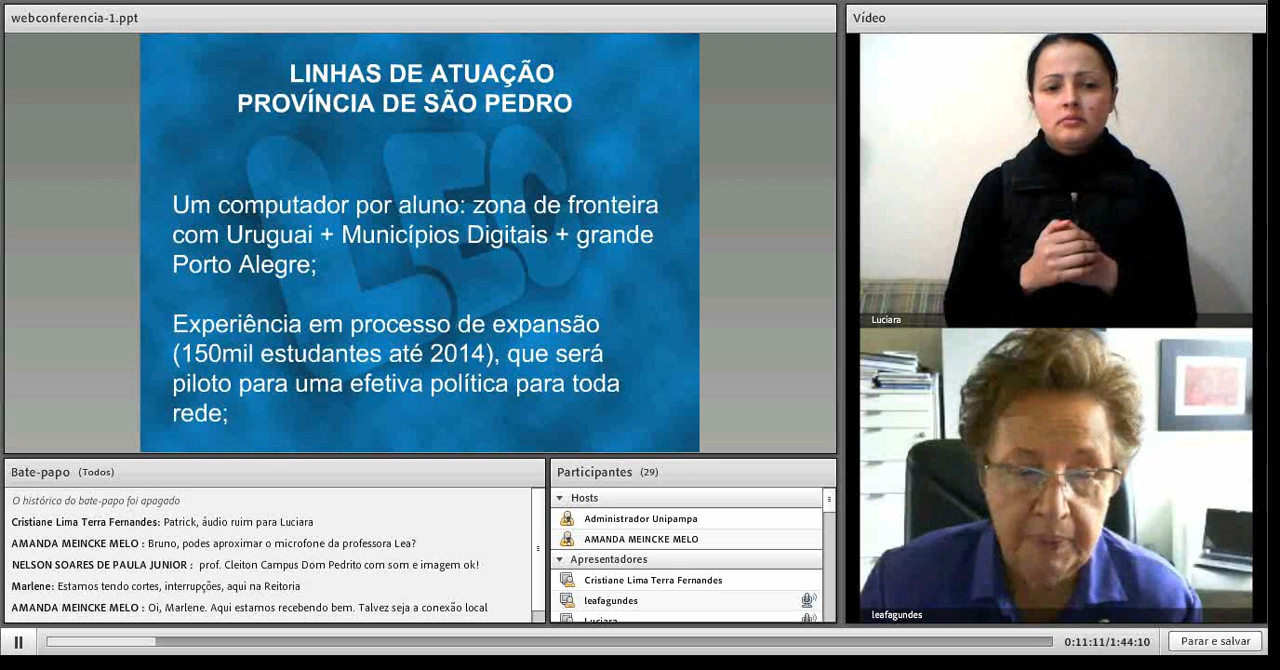 webconferencia-1.ppt
LINHAS DE ATUAÇÃO
PROVÍNCIA DE SÃO PEDRO
LEC
Um computador por aluno: zona de fronteira
com Uruguai + Municípios Digitais + grande
Porto Alegre;
Experiência em processo de expansão
(150mil estudantes até 2014), que será
piloto para uma efetiva política para toda
rede;
Vídeo
Luciara
leafagundes
Bate-papo (Todos)
O histórico do bate-papo foi apagado
Cristiane Lima Terra Fernandes: Patrick, áudio ruim para Luciara
AMANDA MEINCKE MELO : Bruno, podes aproximar o microfone da professora Lea?
NELSON SOARES DE PAULA JUNIOR : prof. Cleiton Campus Dom Pedrito com som e imagem ok!
Marlene: Estamos tendo cortes, interrupções, aqui na Reitoria
AMANDA MEINCKE MELO : Oi, Marlene. Aqui estamos recebendo bem. Talvez seja a conexão local
Participantes (29)
Hosts
Administrador Unipampa
AMANDA MEINCKE MELO
Apresentadores
Cristiane Lima Terra Fernandes
leafagundes
Luciara
0:11:11/1:44:10
Parar e salvar